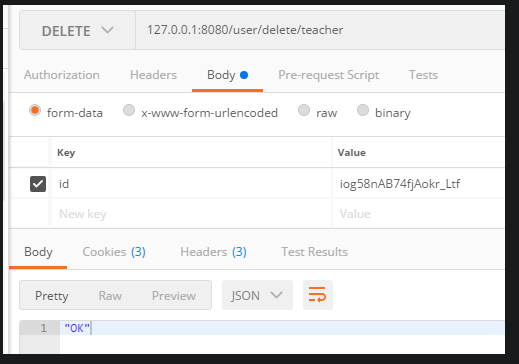 DELETE 127.0.0.1:8080/user/delete/teacher
Authorization Headers Body Pre-request Script Tests
form-data x-www-form-urlencoded raw binary
Key Value
id iog58nAB74fjAokr_Ltf
New key Value
Body Cookies (3) Headers (3) Test Results
Pretty Raw Preview JSON
1 "OK"